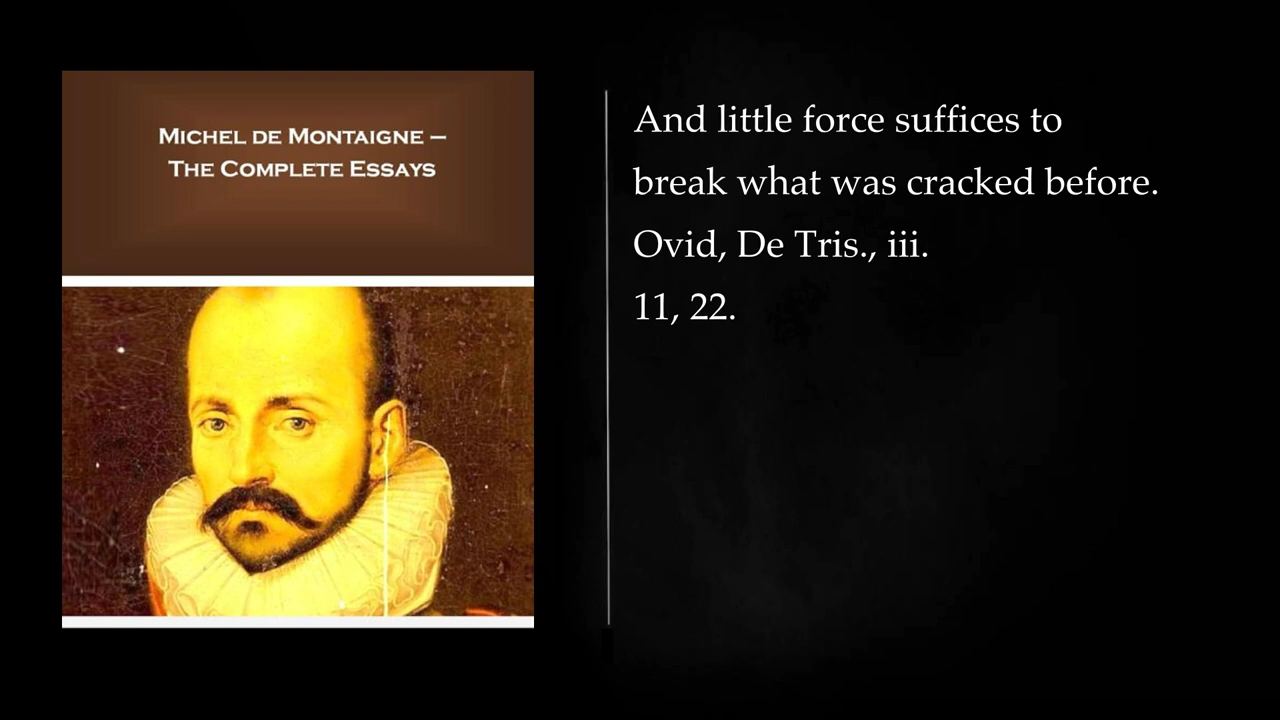 MICHEL DE MONTAIGNE –
THE COMPLETE ESSAYS
And little force suffices to
break what was cracked before.
Ovid, De Tris., iii.
11, 22.